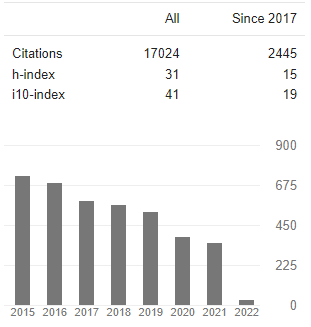 All Since 2017
Citations 17024 2445
h-index 31 15
i10-index 41 19
900
675
450
225
0
2015 2016 2017 2018 2019 2020 2021 2022